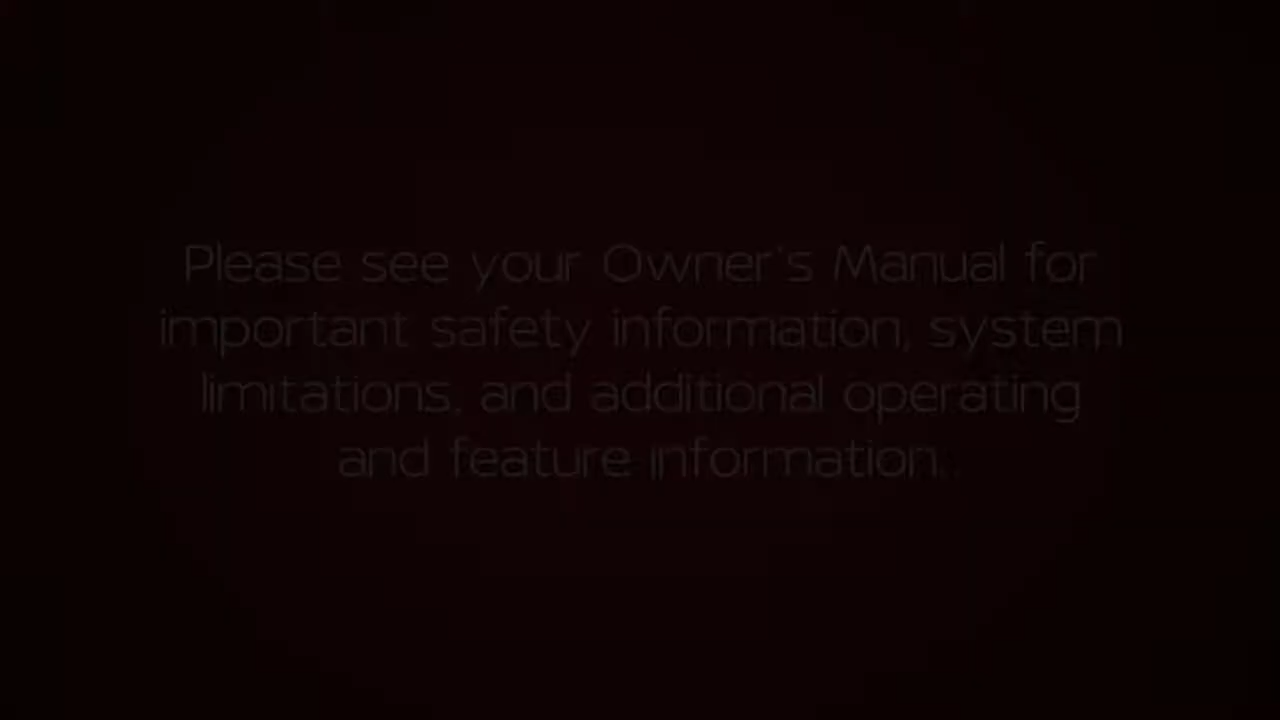 Please see your Owner's Manual for
important safety information, system
limitations, and additional operating
and feature information.